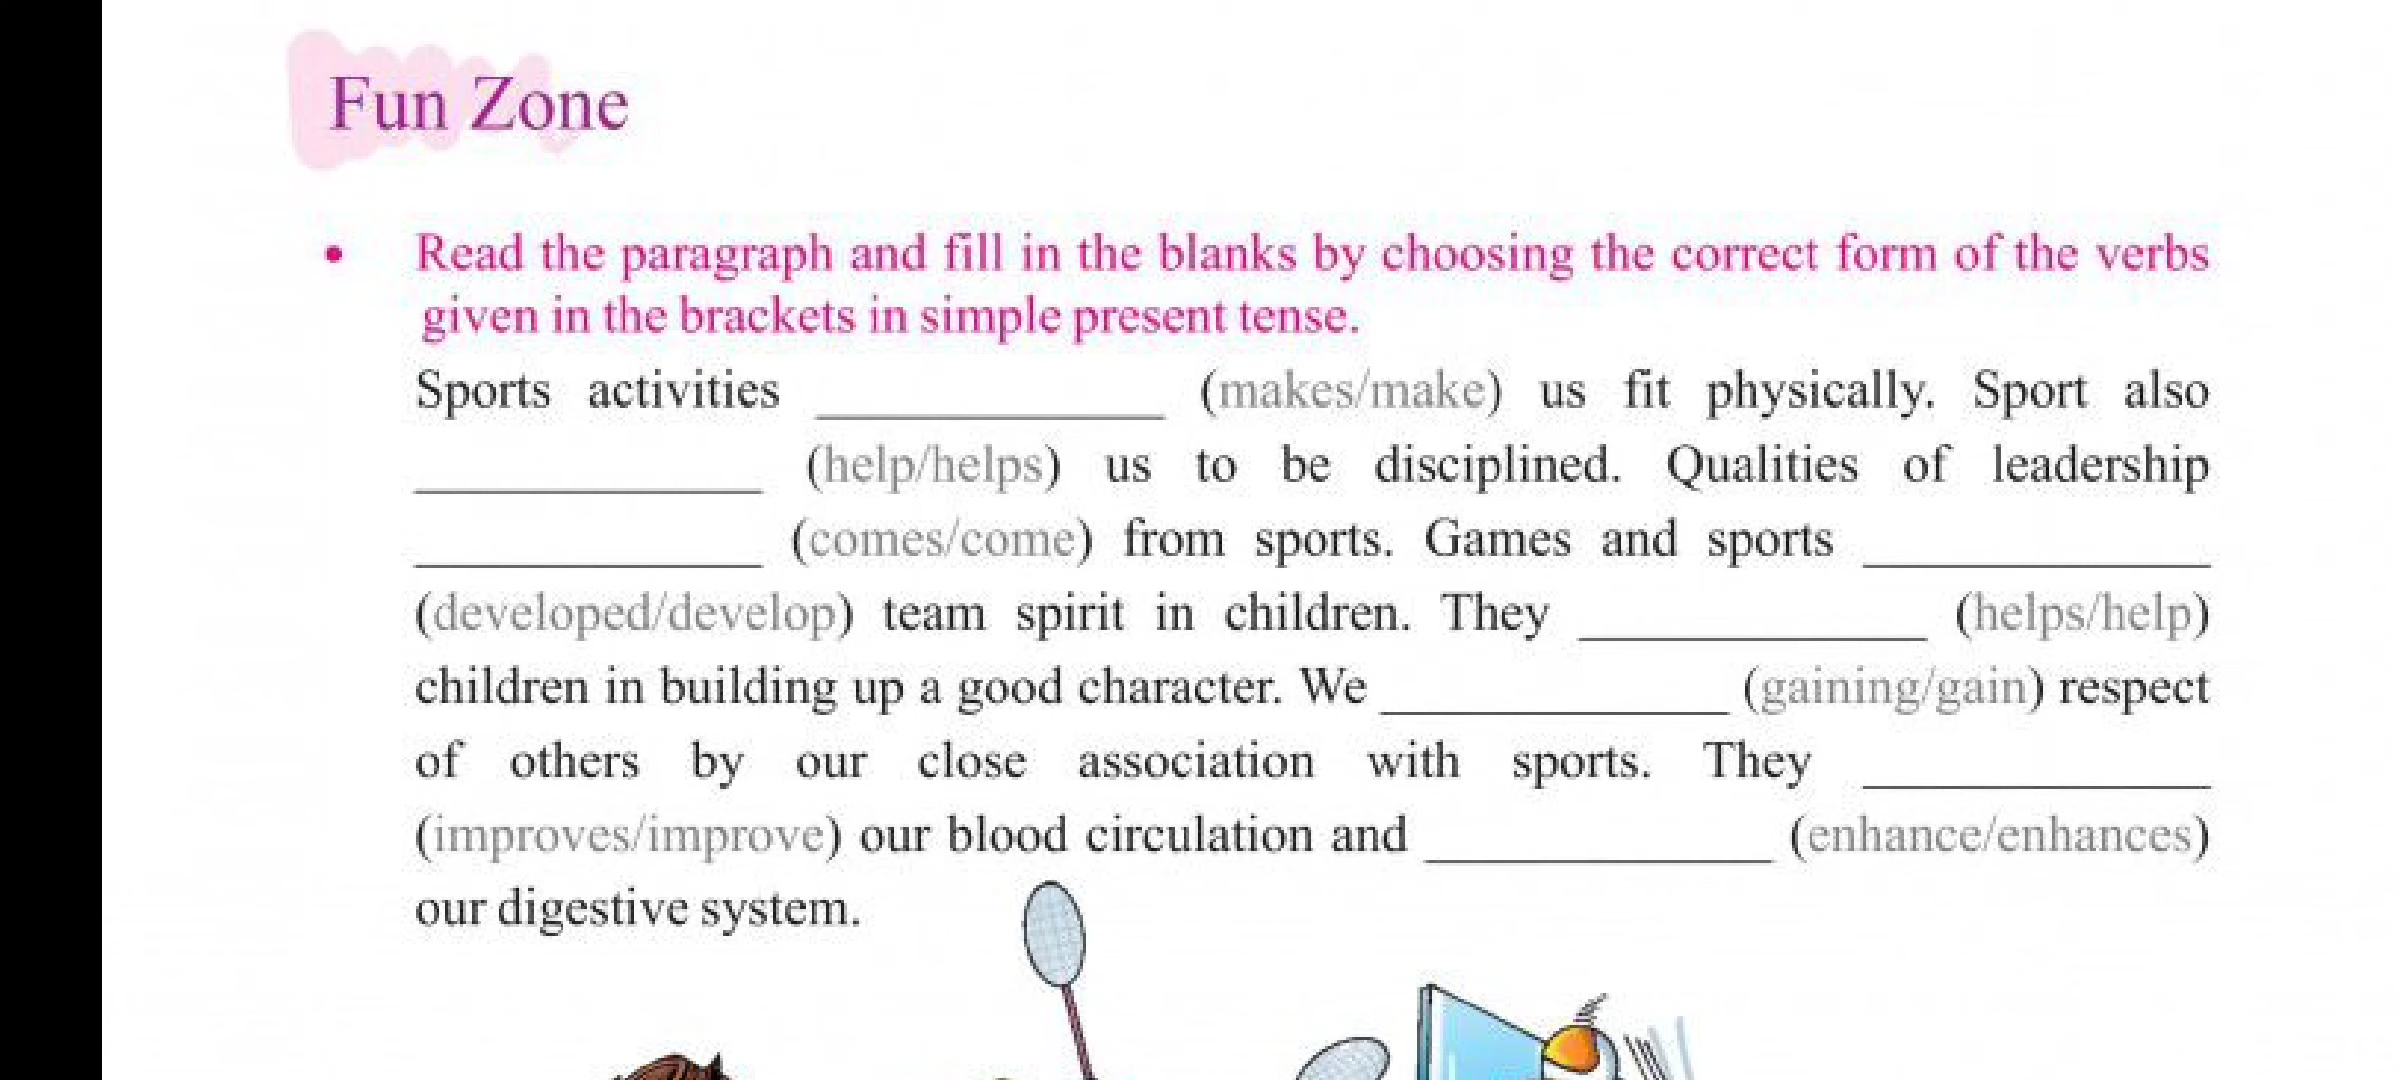 Fun Zone
• Read the paragraph and fill in the blanks by choosing the correct form of the verbs
given in the brackets in simple present tense.
Sports activities ____________ (makes/make) us fit physically. Sport also
____________ (help/helps) us to be disciplined. Qualities of leadership
____________ (comes/come) from sports. Games and sports ____________
(developed/develop) team spirit in children. They ____________ (helps/help)
children in building up a good character. We ____________ (gaining/gain) respect
of others by our close association with sports. They ____________
(improves/improve) our blood circulation and ____________ (enhance/enhances)
our digestive system.